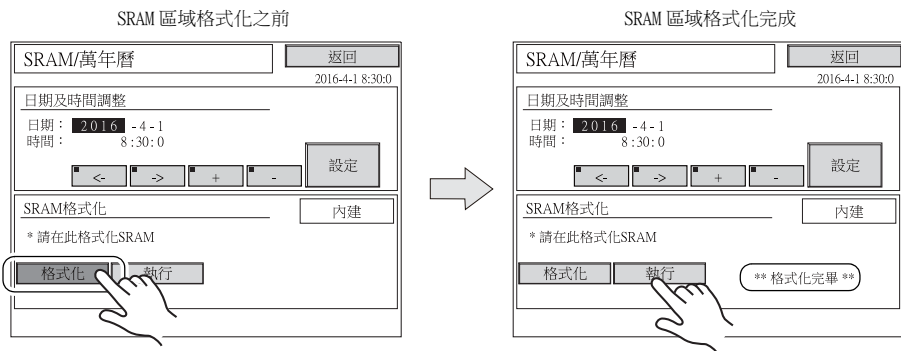 SRAM 區域格式化之前
SRAM/萬年曆
返回
2016-4-1 8:30:0
日期及時間調整
日期： 2016 -4-1
時間： 8:30:0
<- -> + -
設定
SRAM格式化
內建
* 請在此格式化SRAM
格式化 執行
SRAM 區域格式化完成
SRAM/萬年曆
返回
2016-4-1 8:30:0
日期及時間調整
日期： 2016 -4-1
時間： 8:30:0
<- -> + -
設定
SRAM格式化
內建
* 請在此格式化SRAM
格式化 執行
** 格式化完畢 **